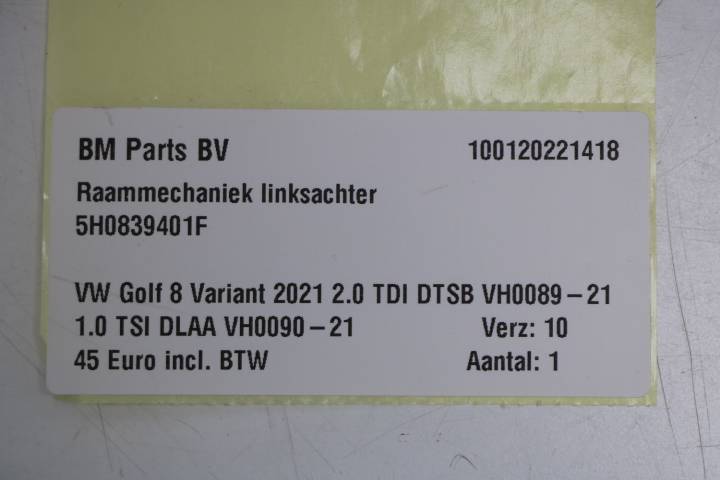 BM Parts BV 100120221418
Raammechaniek linksachter
5H0839401F
VW Golf 8 Variant 2021 2.0 TDI DTSB VH0089-21
1.0 TSI DLAA VH0090-21 Verz: 10
45 Euro incl. BTW Aantal: 1